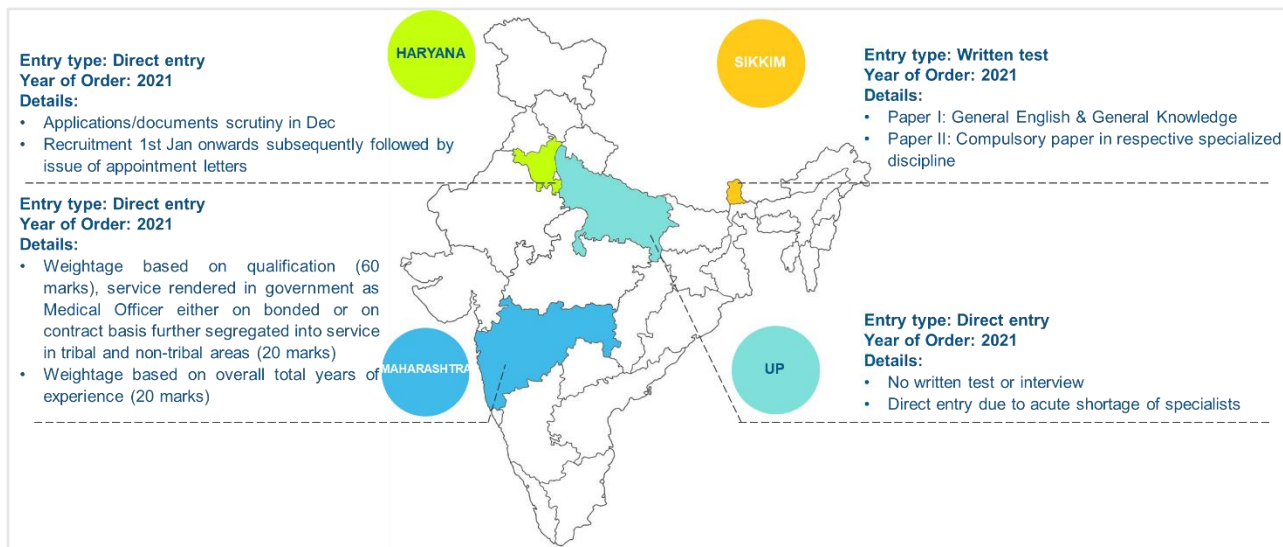 HARYANA
Entry type: Direct entry
Year of Order: 2021
Details:
• Applications/documents scrutiny in Dec
• Recruitment 1st Jan onwards subsequently followed by
issue of appointment letters
SIKKIM
Entry type: Written test
Year of Order: 2021
Details:
• Paper I: General English & General Knowledge
• Paper II: Compulsory paper in respective specialized
discipline
Entry type: Direct entry
Year of Order: 2021
Details:
• Weightage based on qualification (60
marks), service rendered in government as
Medical Officer either on bonded or on
contract basis further segregated into service
in tribal and non-tribal areas (20 marks)
• Weightage based on overall total years of
experience (20 marks)
MAHARASHTRA
UP
Entry type: Direct entry
Year of Order: 2021
Details:
• No written test or interview
• Direct entry due to acute shortage of specialists